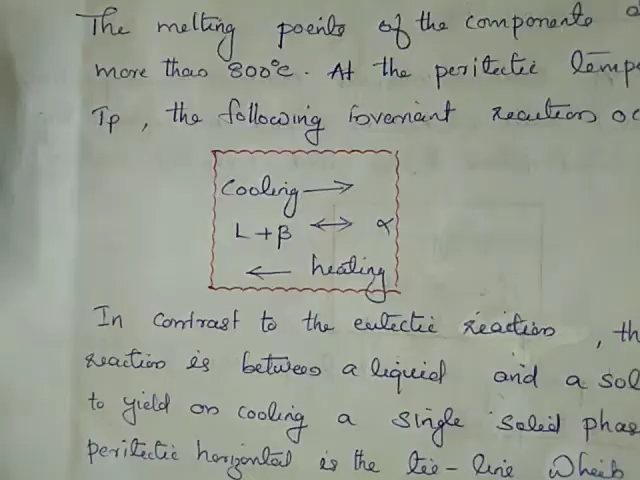 The melting points of the components
more than 800°C. At the peritectic temp
Tp, the following invariant reaction oc
Cooling →
L + β ↔ α
← heating
In contrast to the eutectic reaction, th
reaction is between a liquid and a sol
to yield on cooling a single solid phas
peritectic horizontal is the tie-line which